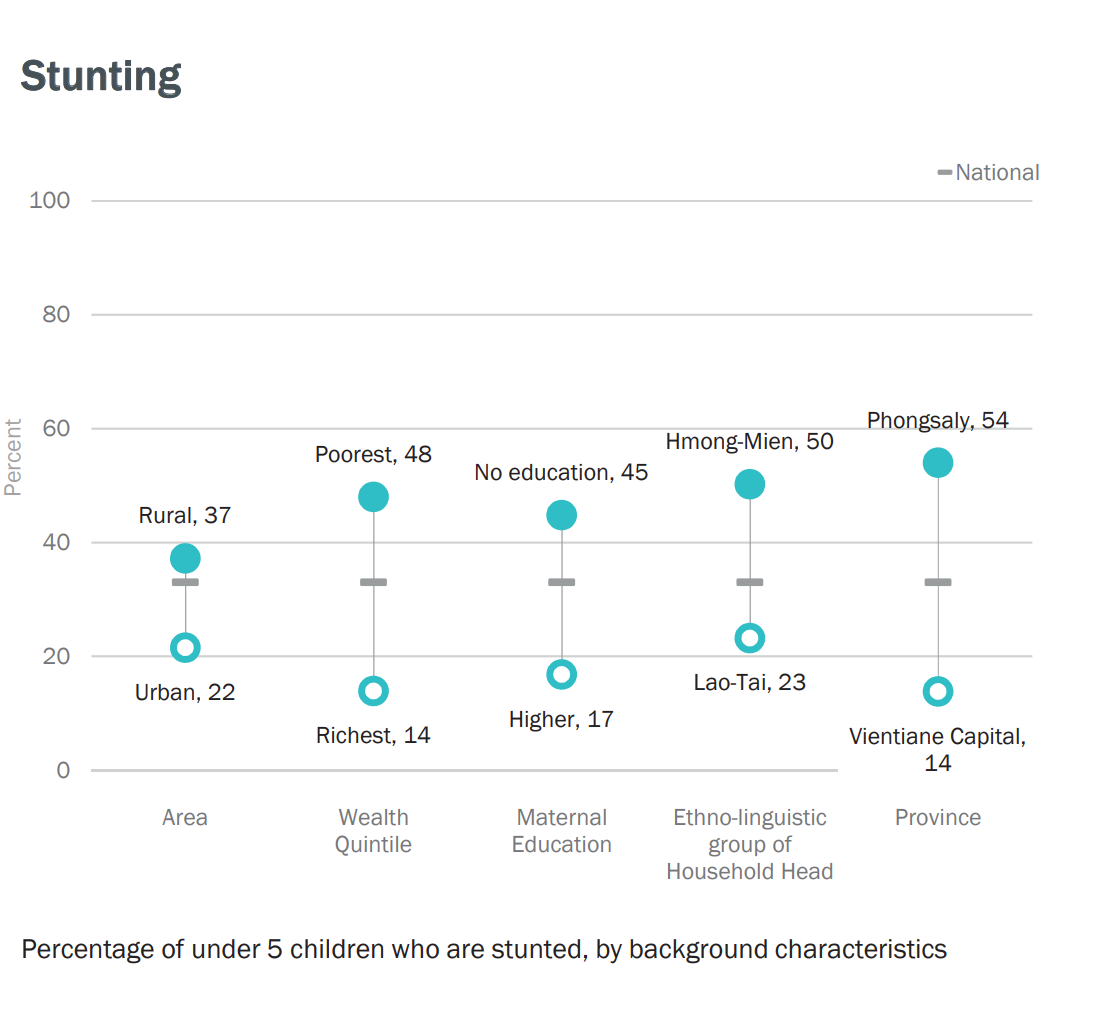 Stunting
National
100
80
60
40
20
0
Percent
Phongsaly, 54
Hmong-Mien, 50
Poorest, 48
No education, 45
Rural, 37
Urban, 22
Lao-Tai, 23
Higher, 17
Richest, 14
Vientiane Capital,
14
Area
Wealth
Quintile
Maternal
Education
Ethno-linguistic
group of
Household Head
Province
Percentage of under 5 children who are stunted, by background characteristics